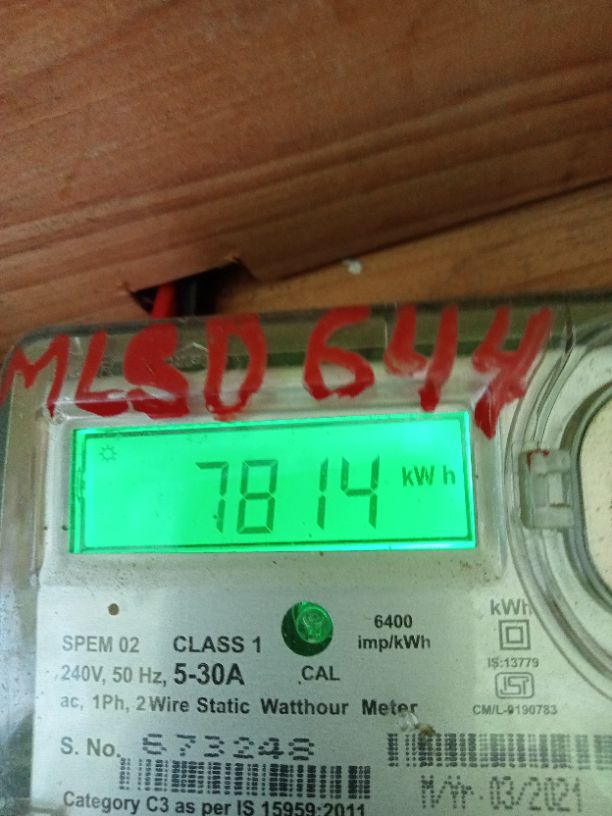 MLSD 644
7814 kWh
SPEM 02 CLASS 1
240V, 50 Hz, 5-30A
CAL
6400
imp/kWh
kWh
IS:13779
ISI
CM/L-9190783
ac, 1Ph, 2 Wire Static Watthour Meter
S. No. 673248
M/Yr 03/2021
Category C3 as per IS 15959:2011